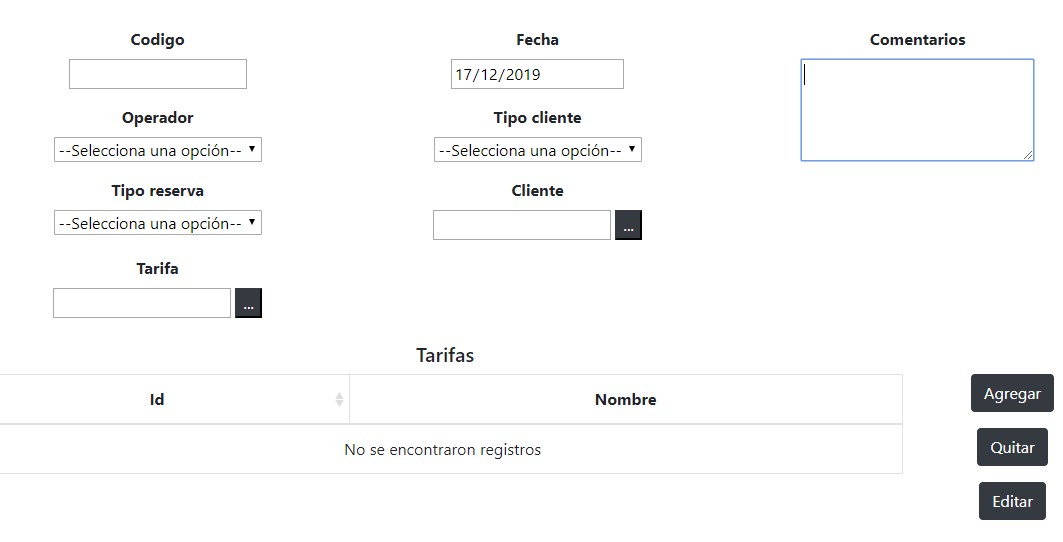 Codigo
Fecha
Comentarios
17/12/2019
Operador
Tipo cliente
--Selecciona una opción--
--Selecciona una opción--
Tipo reserva
Cliente
--Selecciona una opción--
...
Tarifa
...
Tarifas
Id
Nombre
Agregar
No se encontraron registros
Quitar
Editar